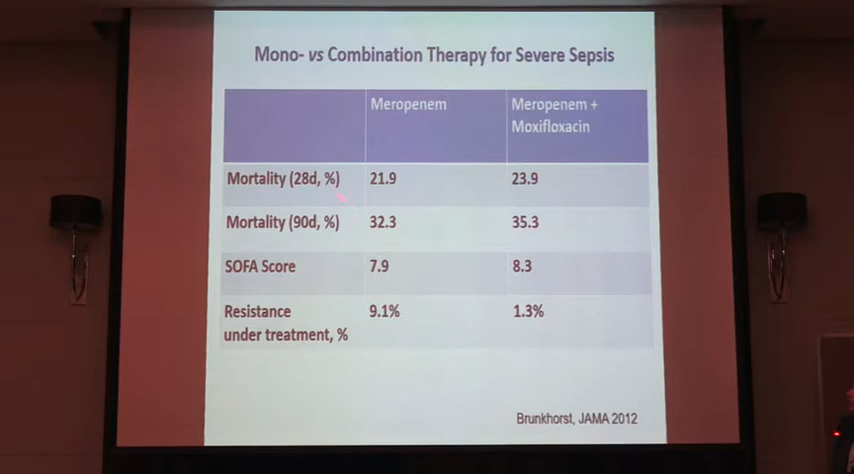 Mono- vs Combination Therapy for Severe Sepsis
Meropenem
Meropenem +
Moxifloxacin
Mortality (28d, %) 21.9 23.9
Mortality (90d, %) 32.3 35.3
SOFA Score 7.9 8.3
Resistance
under treatment, % 9.1% 1.3%
Brunkhorst, JAMA 2012